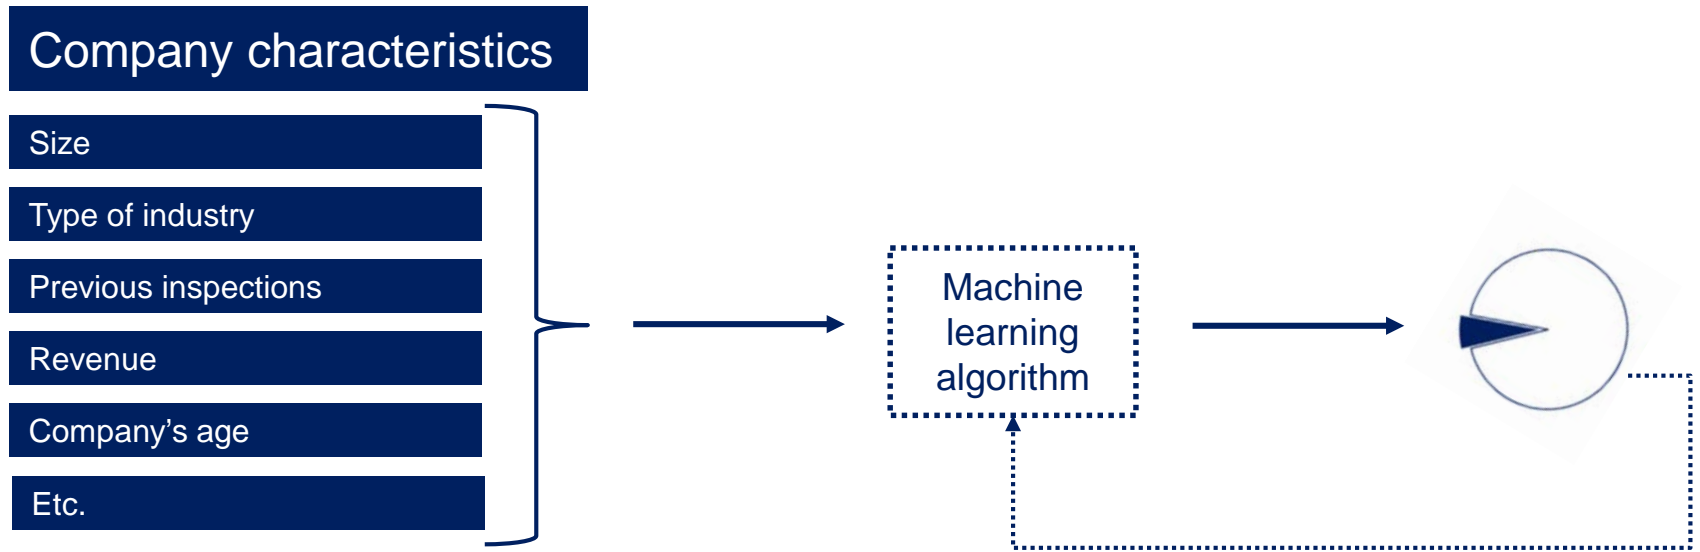 Company characteristics
Size
Type of industry
Previous inspections
Revenue
Company’s age
Etc.
Machine
learning
algorithm